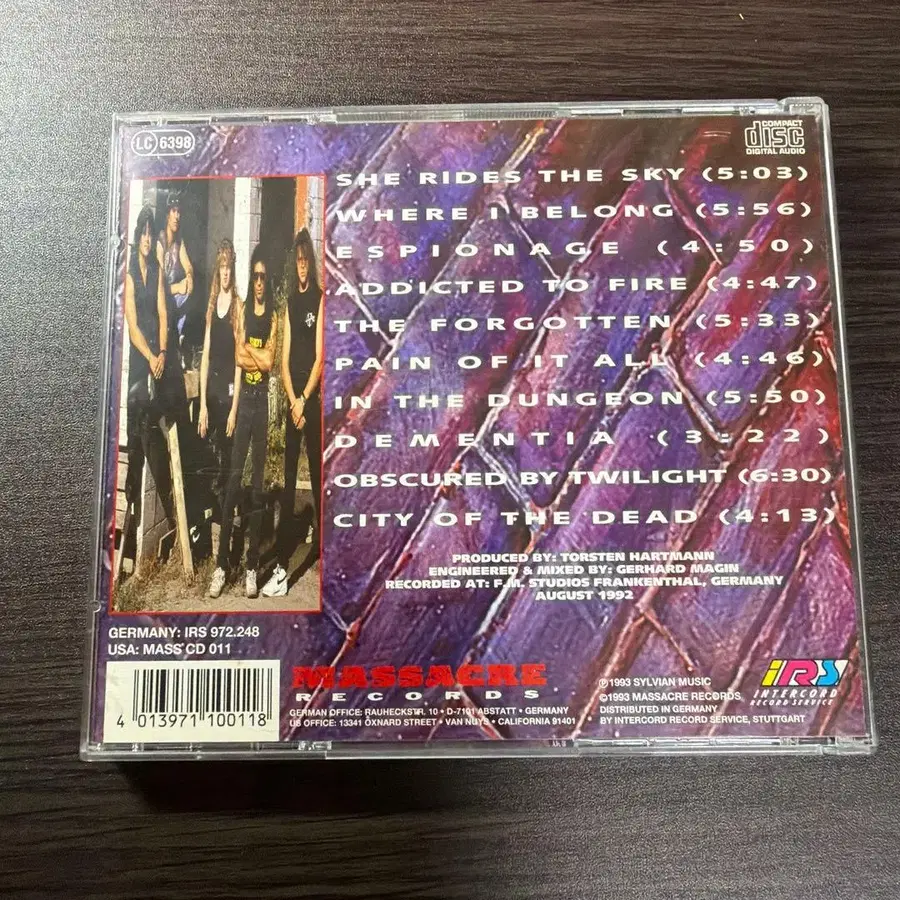 LC 6398
COMPACT
disc
DIGITAL AUDIO
SHE RIDES THE SKY (5:03)
WHERE I BELONG (5:56)
ESPIONAGE (4:50)
ADDICTED TO FIRE (4:47)
THE FORGOTTEN (5:33)
PAIN OF IT ALL (4:46)
IN THE DUNGEON (5:50)
DEMENTIA (3:22)
OBSCURED BY TWILIGHT (6:30)
CITY OF THE DEAD (4:13)
PRODUCED BY: TORSTEN HARTMANN
ENGINEERED & MIXED BY: GERHARD MAGIN
RECORDED AT: F.M. STUDIOS FRANKENTHAL, GERMANY
AUGUST 1992
GERMANY: IRS 972.248
USA: MASS CD 011
4 013971 100118
MASSACRE
RECORDS
GERMAN OFFICE: RAUHECKSTR. 10 • D-7101 ABSTATT • GERMANY
US OFFICE: 13341 OXNARD STREET • VAN NUYS • CALIFORNIA 91401
℗1993 SYLVIAN MUSIC
©1993 MASSACRE RECORDS
DISTRIBUTED IN GERMANY
BY INTERCORD RECORD SERVICE, STUTTGART
IRS
INTERCORD
RECORD SERVICE